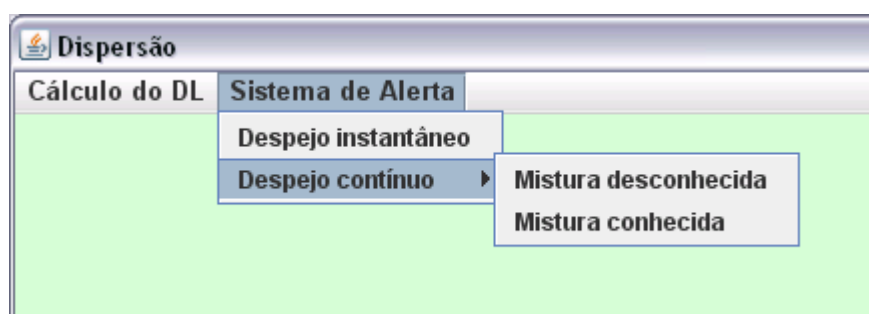 Dispersão
Cálculo do DL Sistema de Alerta
Despejo instantâneo
Despejo contínuo
Mistura desconhecida
Mistura conhecida